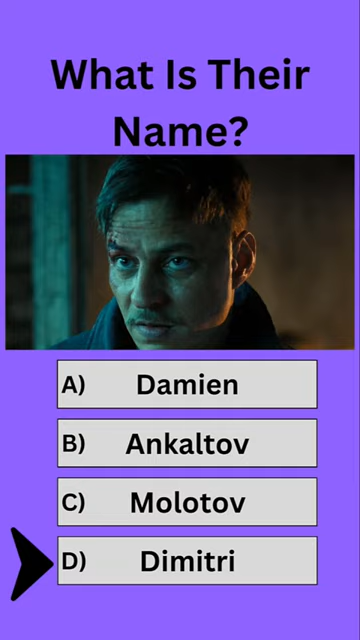 What Is Their
Name?
A) Damien
B) Ankaltov
C) Molotov
D) Dimitri